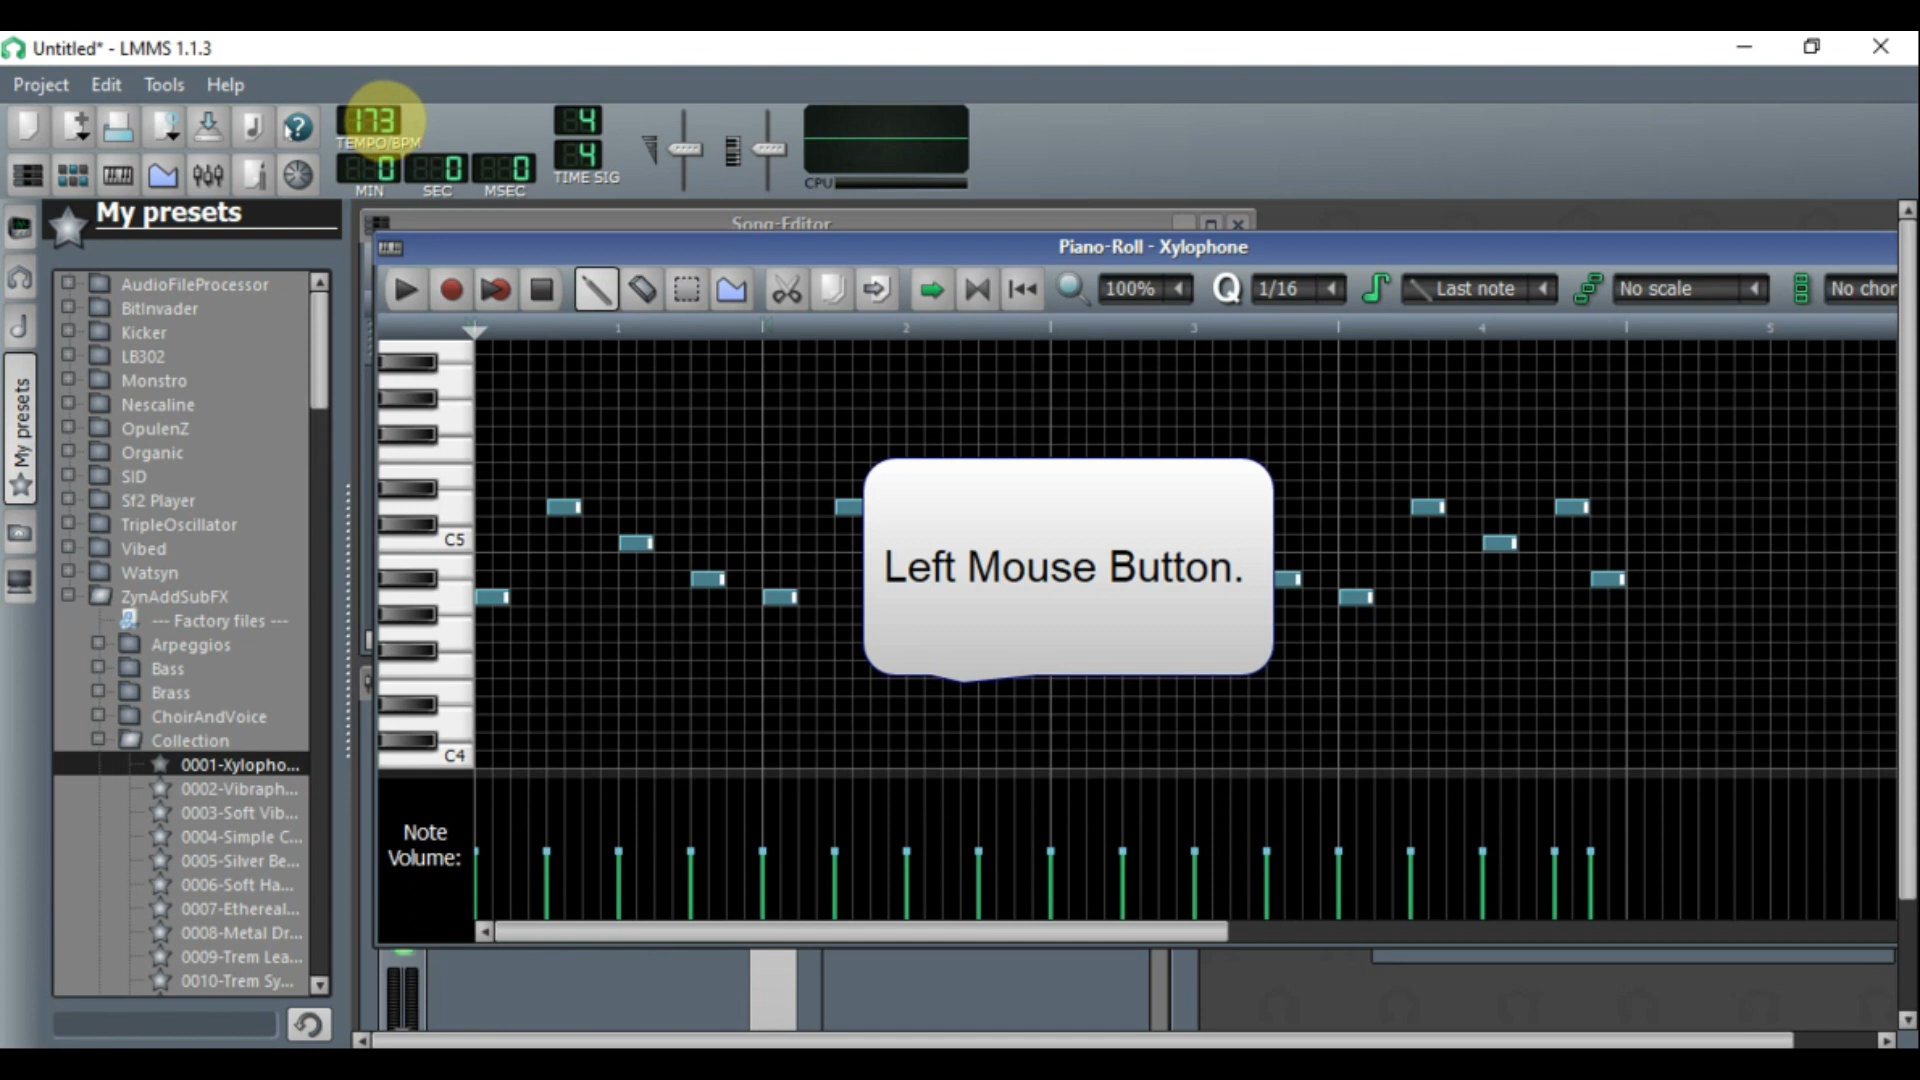 Untitled* - LMMS 1.1.3
Project Edit Tools Help
173
TEMPO/BPM
0 0 0
MIN SEC MSEC
4
4
TIME SIG
CPU
My presets
Song-Editor
Piano-Roll - Xylophone
100% Q 1/16 Last note No scale No chor
1 2 3 4 5
My presets
AudioFileProcessor
BitInvader
Kicker
LB302
Monstro
Nescaline
OpulenZ
Organic
SID
Sf2 Player
TripleOscillator
Vibed
Watsyn
ZynAddSubFX
--- Factory files ---
Arpeggios
Bass
Brass
ChoirAndVoice
Collection
0001-Xylopho...
0002-Vibraph...
0003-Soft Vib...
0004-Simple C...
0005-Silver Be...
0006-Soft Ha...
0007-Ethereal...
0008-Metal Dr...
0009-Trem Lea...
0010-Trem Sy...
C5
C4
Left Mouse Button.
Note
Volume: